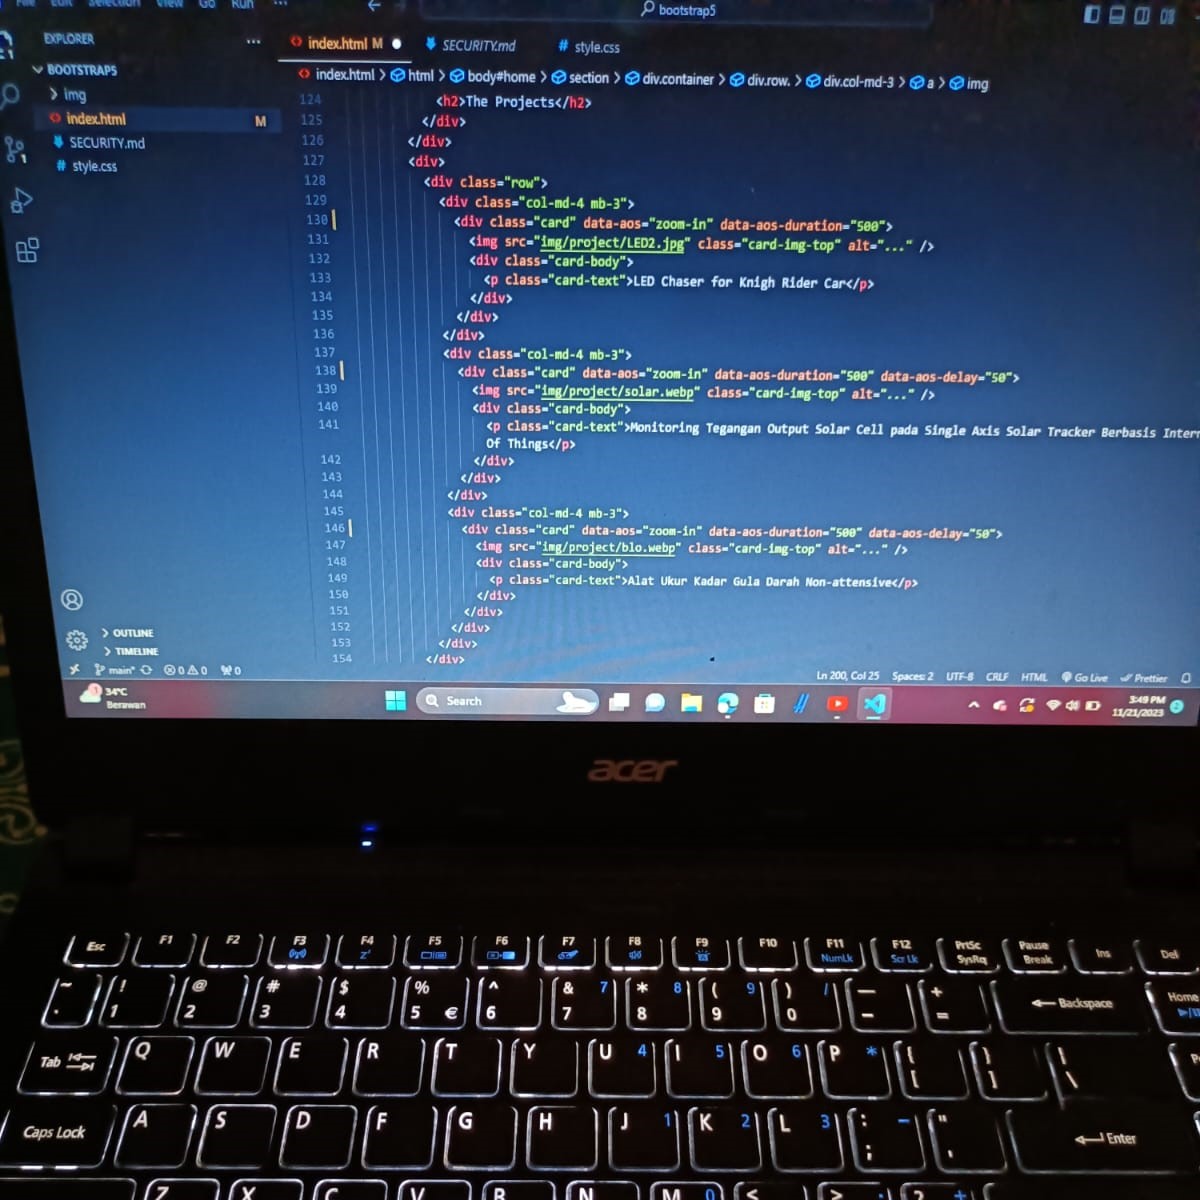 File Edit Selection View Go Run ...
bootstrap5
EXPLORER ...
BOOTSTRAPS
img
index.html M
SECURITY.md
style.css
OUTLINE
TIMELINE
index.html M SECURITY.md style.css
index.html > html > body#home > section > div.container > div.row. > div.col-md-3 > a > img
124 <h2>The Projects</h2>
125 </div>
126 </div>
127 <div>
128 <div class="row">
129 <div class="col-md-4 mb-3">
130 <div class="card" data-aos="zoom-in" data-aos-duration="500">
131 <img src="img/project/LED2.jpg" class="card-img-top" alt="..." />
132 <div class="card-body">
133 <p class="card-text">LED Chaser for Knigh Rider Car</p>
134 </div>
135 </div>
136 </div>
137 <div class="col-md-4 mb-3">
138 <div class="card" data-aos="zoom-in" data-aos-duration="500" data-aos-delay="50">
139 <img src="img/project/solar.webp" class="card-img-top" alt="..." />
140 <div class="card-body">
141 <p class="card-text">Monitoring Tegangan Output Solar Cell pada Single Axis Solar Tracker Berbasis Intern
Of Things</p>
142 </div>
143 </div>
144 </div>
145 <div class="col-md-4 mb-3">
146 <div class="card" data-aos="zoom-in" data-aos-duration="500" data-aos-delay="50">
147 <img src="img/project/blo.webp" class="card-img-top" alt="..." />
148 <div class="card-body">
149 <p class="card-text">Alat Ukur Kadar Gula Darah Non-attensive</p>
150 </div>
151 </div>
152 </div>
153 </div>
154 </div>
main* 0 0 0 Ln 200, Col 25 Spaces: 2 UTF-8 CRLF HTML Go Live Prettier
34°C
Berawan
Search
3:49 PM
11/21/2023
acer
Esc F1 F2 F3 F4 F5 F6 F7 F8 F9 F10 F11 NumLk F12 Scr Lk PrtSc SysRq Pause Break Ins Del
~ ! 1 @ 2 # 3 $ 4 % 5 € ^ 6 & 7 7 * 8 8 ( 9 9 ) 0 / _ - + = Backspace Home
Tab Q W E R T Y U 4 I 5 O 6 P * { [ } ] | \
Caps Lock A S D F G H J 1 K 2 L 3 : ; - " ' Enter
Z X C V B N M 0 < > . ? +